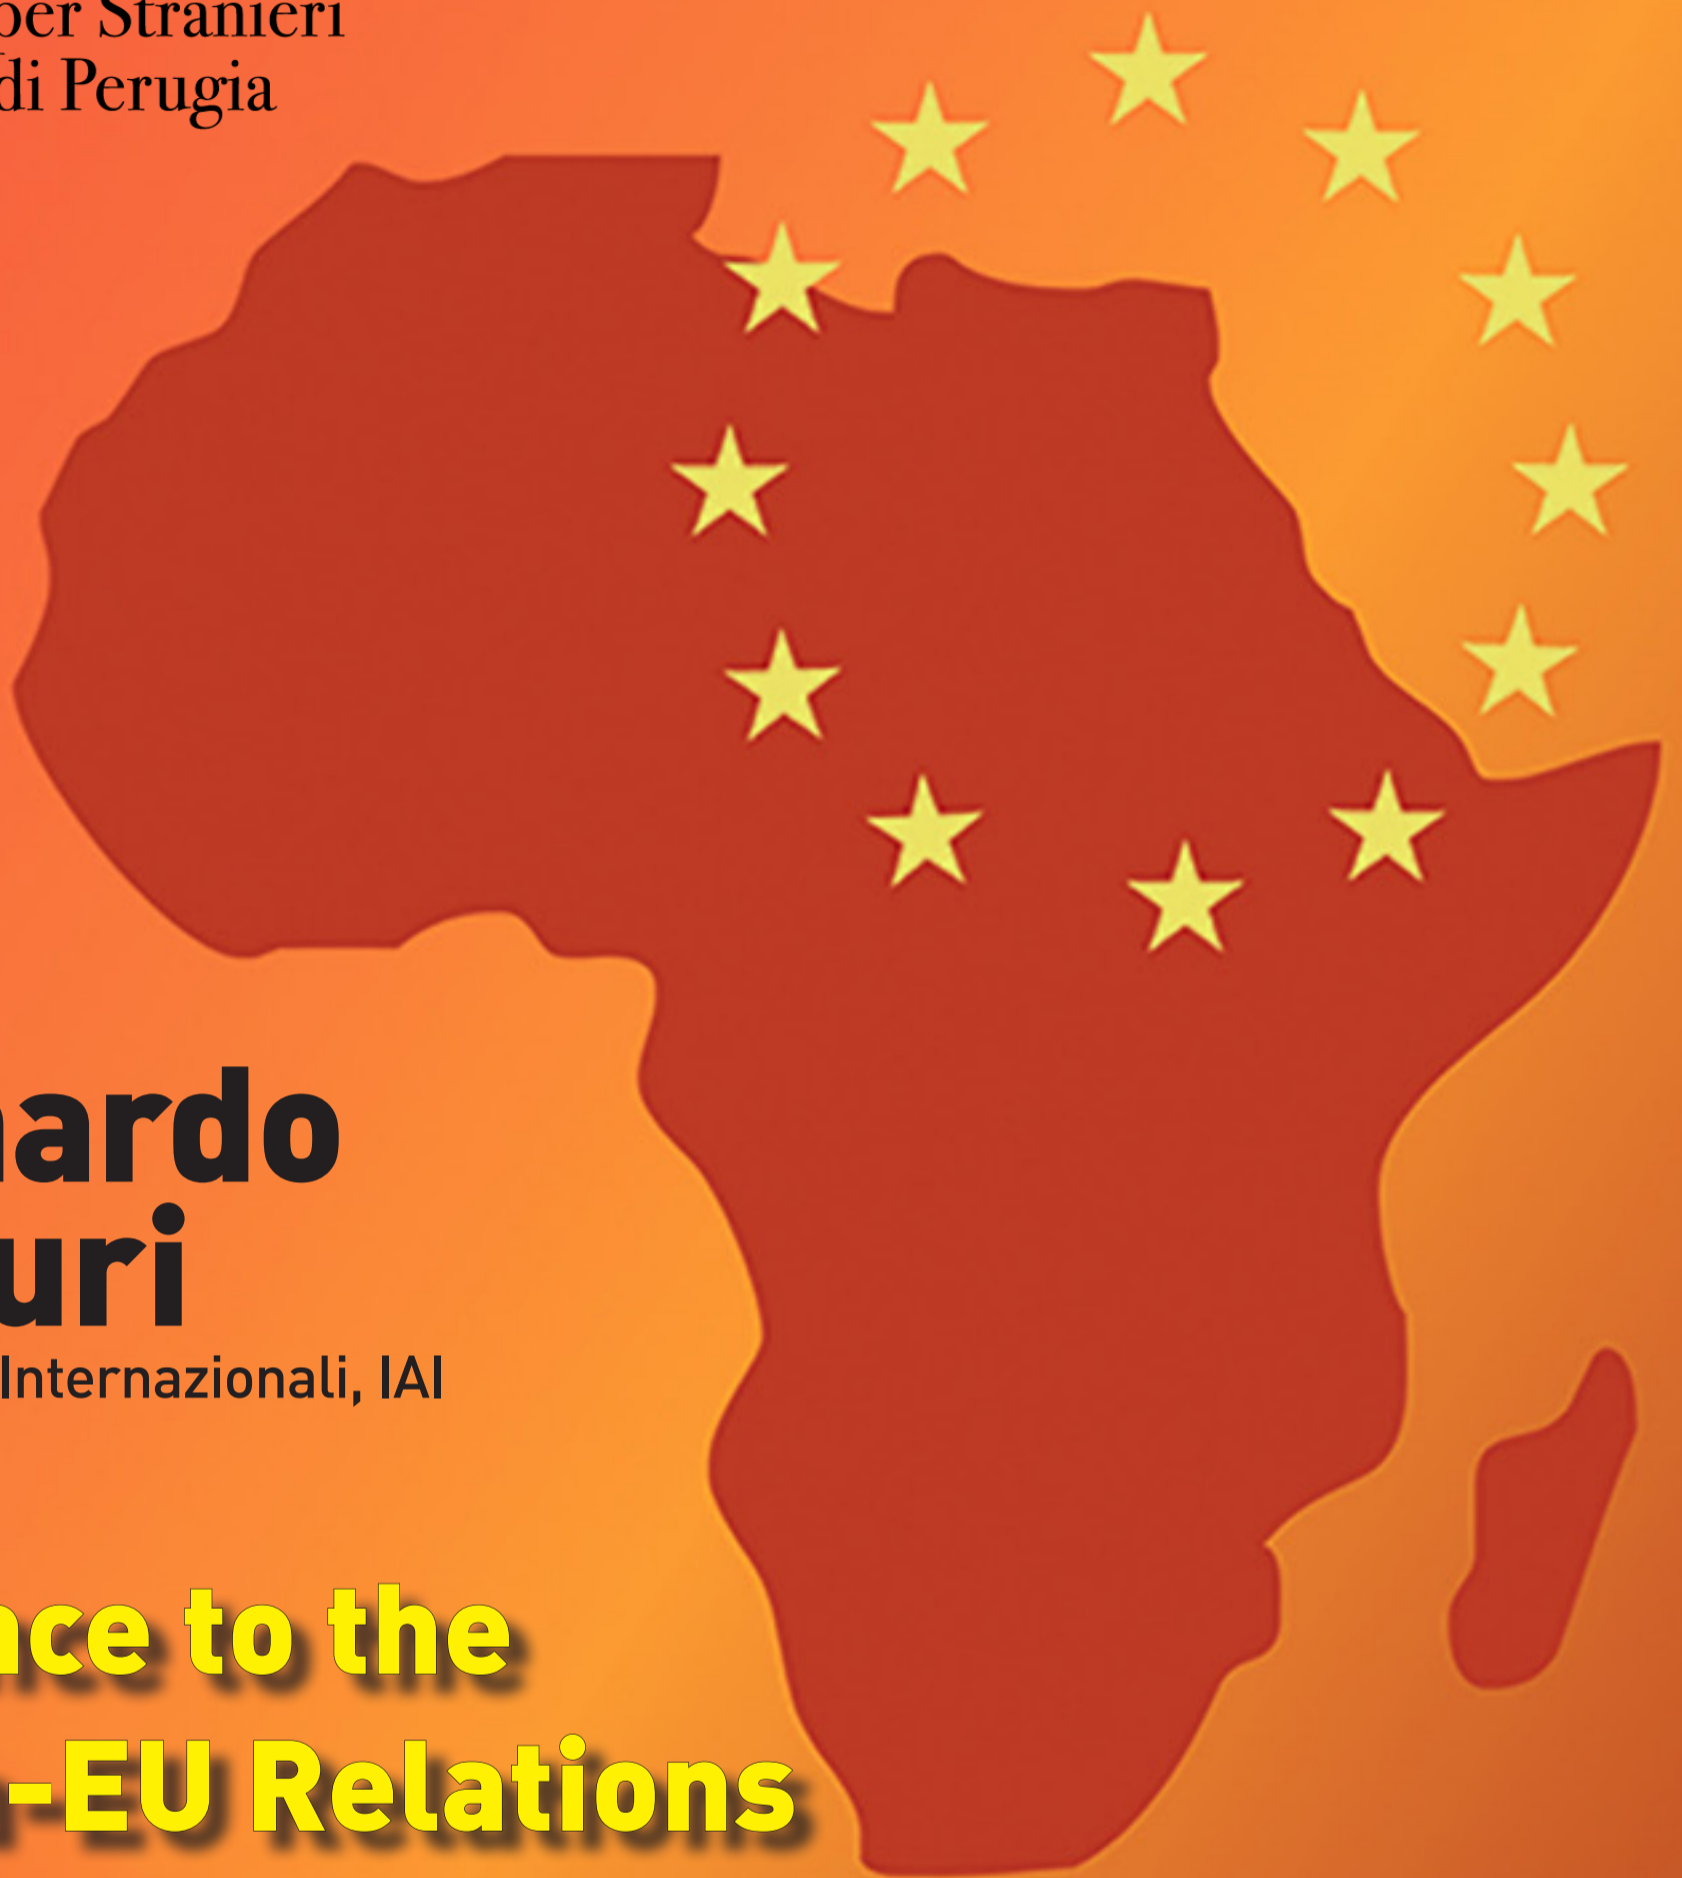 per Stranieri
di Perugia
ardo
uri
Internazionali, IAI
nce to the
-EU Relations